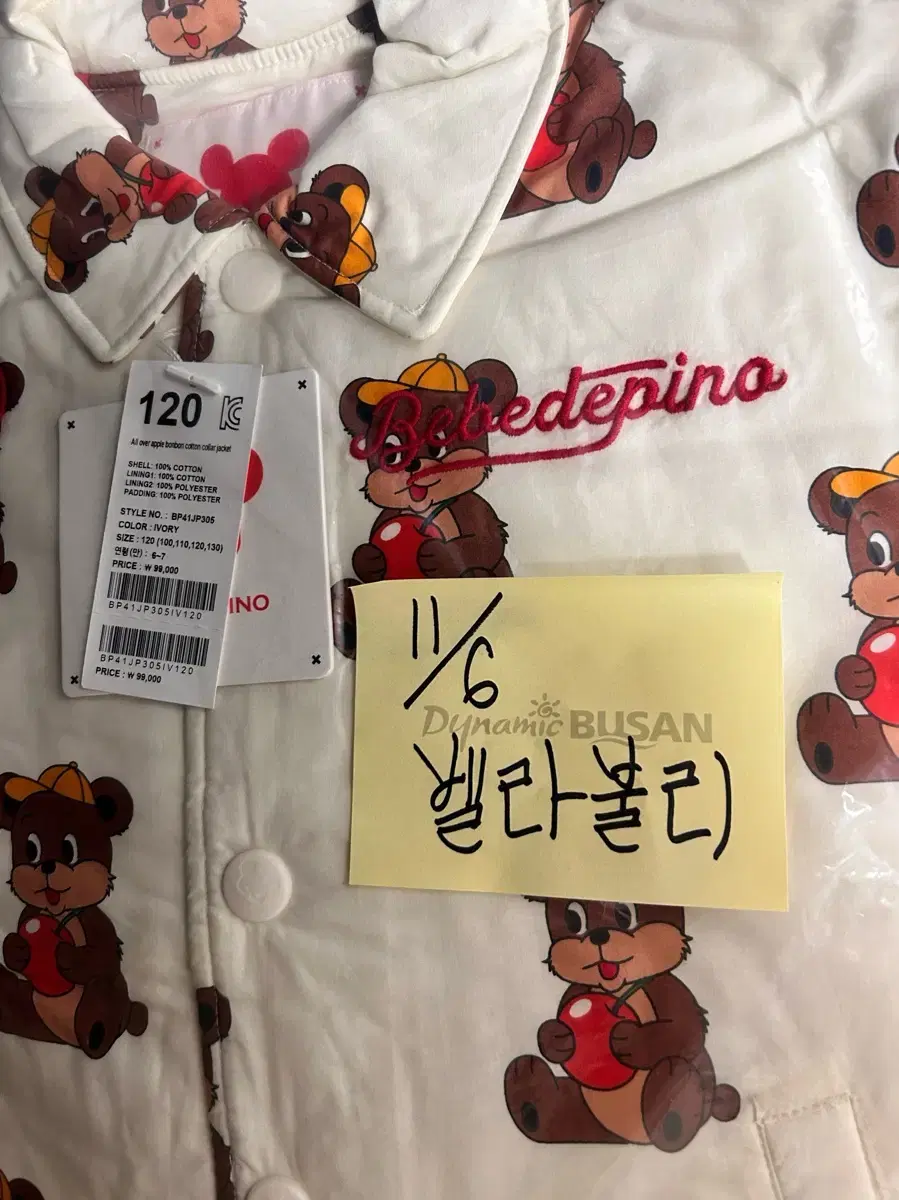 Bebedepino
120
All over apple bonbon cotton collar jacket
SHELL: 100% COTTON
LINING1: 100% COTTON
LINING2: 100% POLYESTER
PADDING: 100% POLYESTER
STYLE NO. : BP41JP305
COLOR : IVORY
SIZE : 120 (100,110,120,130)
연령(만) : 6~7
PRICE : ₩ 99,000
BP41JP305IV120
BP41JP305IV120
PRICE : ₩ 99,000
INO
11/6
Dynamic BUSAN
벨라불리